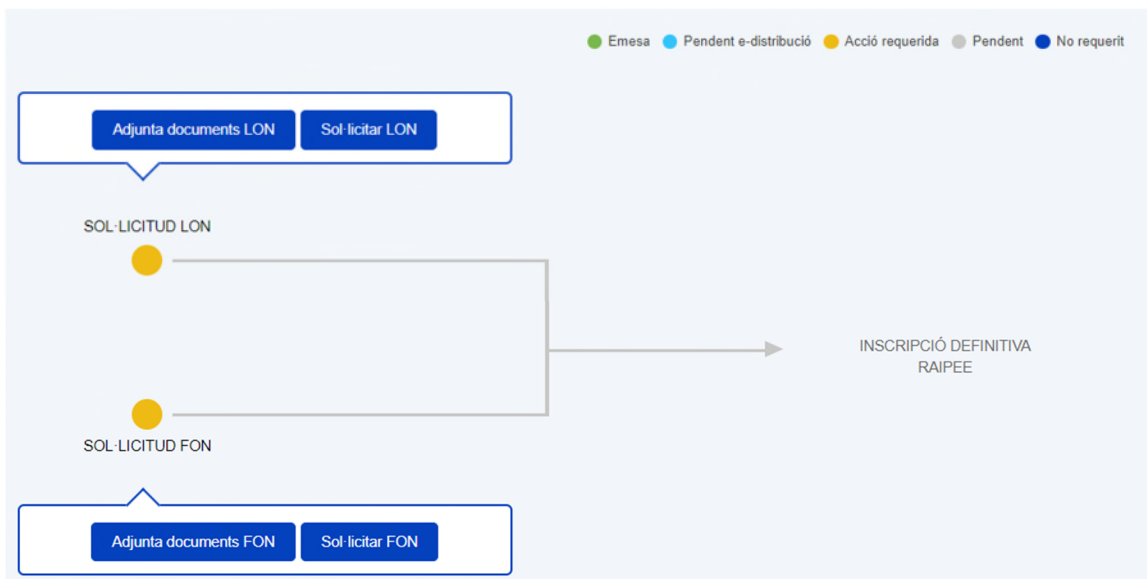 Emesa Pendent e-distribució Acció requerida Pendent No requerit
Adjunta documents LON Sol·licitar LON
SOL·LICITUD LON
INSCRIPCIÓ DEFINITIVA
RAIPEE
SOL·LICITUD FON
Adjunta documents FON Sol·licitar FON